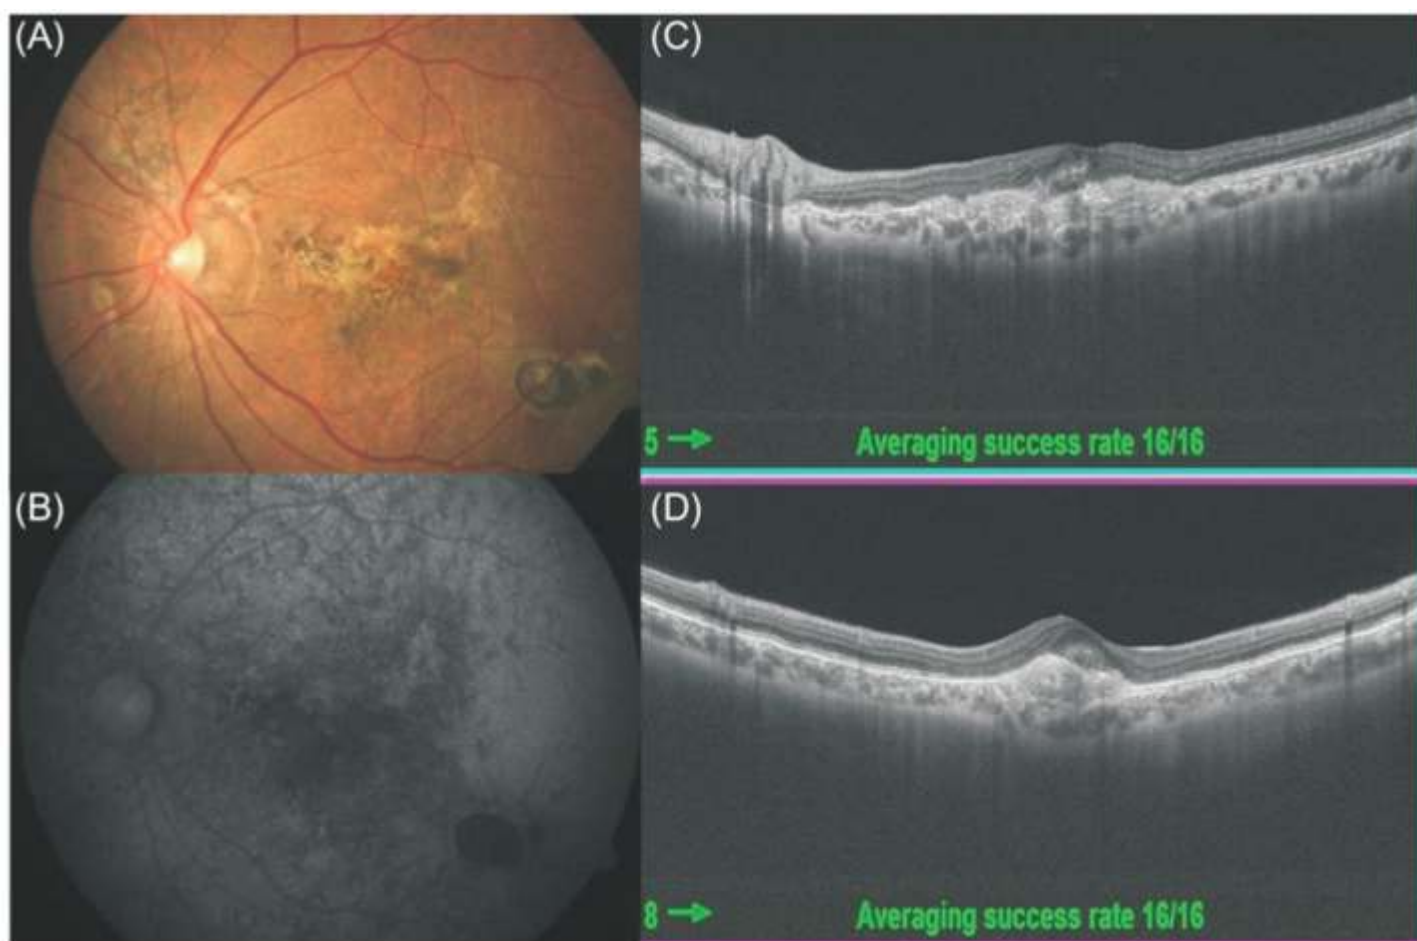 (A)
(C)
5 → Averaging success rate 16/16
(B)
(D)
8 → Averaging success rate 16/16